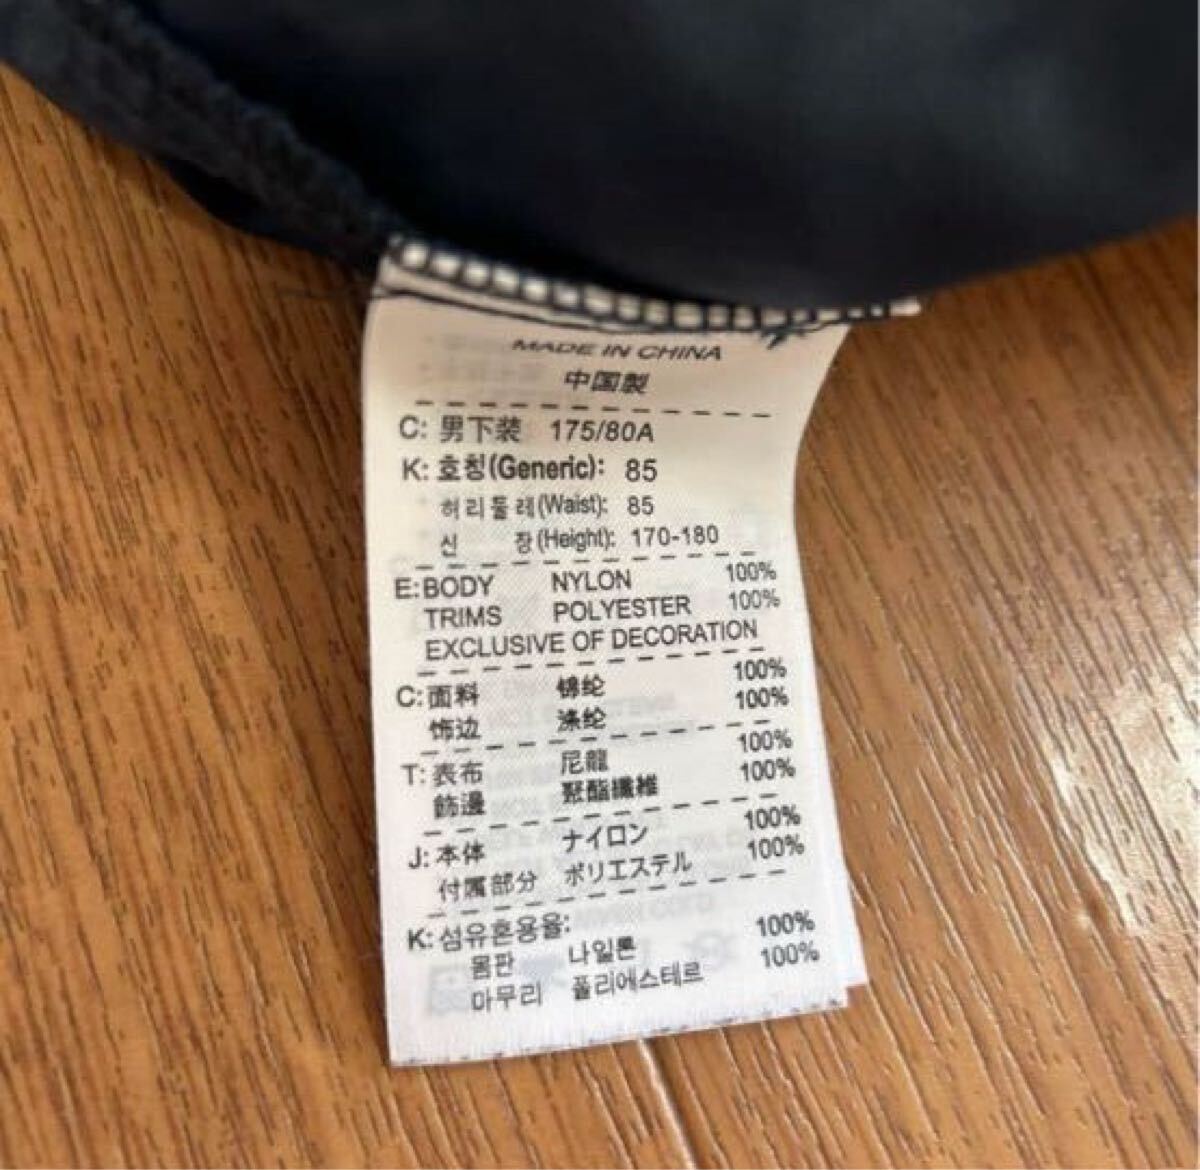 MADE IN CHINA
中国製
C: 男下装 175/80A
K: 호칭(Generic): 85
허리둘레(Waist): 85
신 장(Height): 170-180
E: BODY NYLON 100%
TRIMS POLYESTER 100%
EXCLUSIVE OF DECORATION
C: 面料 锦纶 100%
饰边 涤纶 100%
T: 表布 尼龍 100%
飾邊 聚酯纖維 100%
J: 本体 ナイロン 100%
付属部分 ポリエステル 100%
K: 섬유혼용율:
몸판 나일론 100%
마무리 폴리에스테르 100%